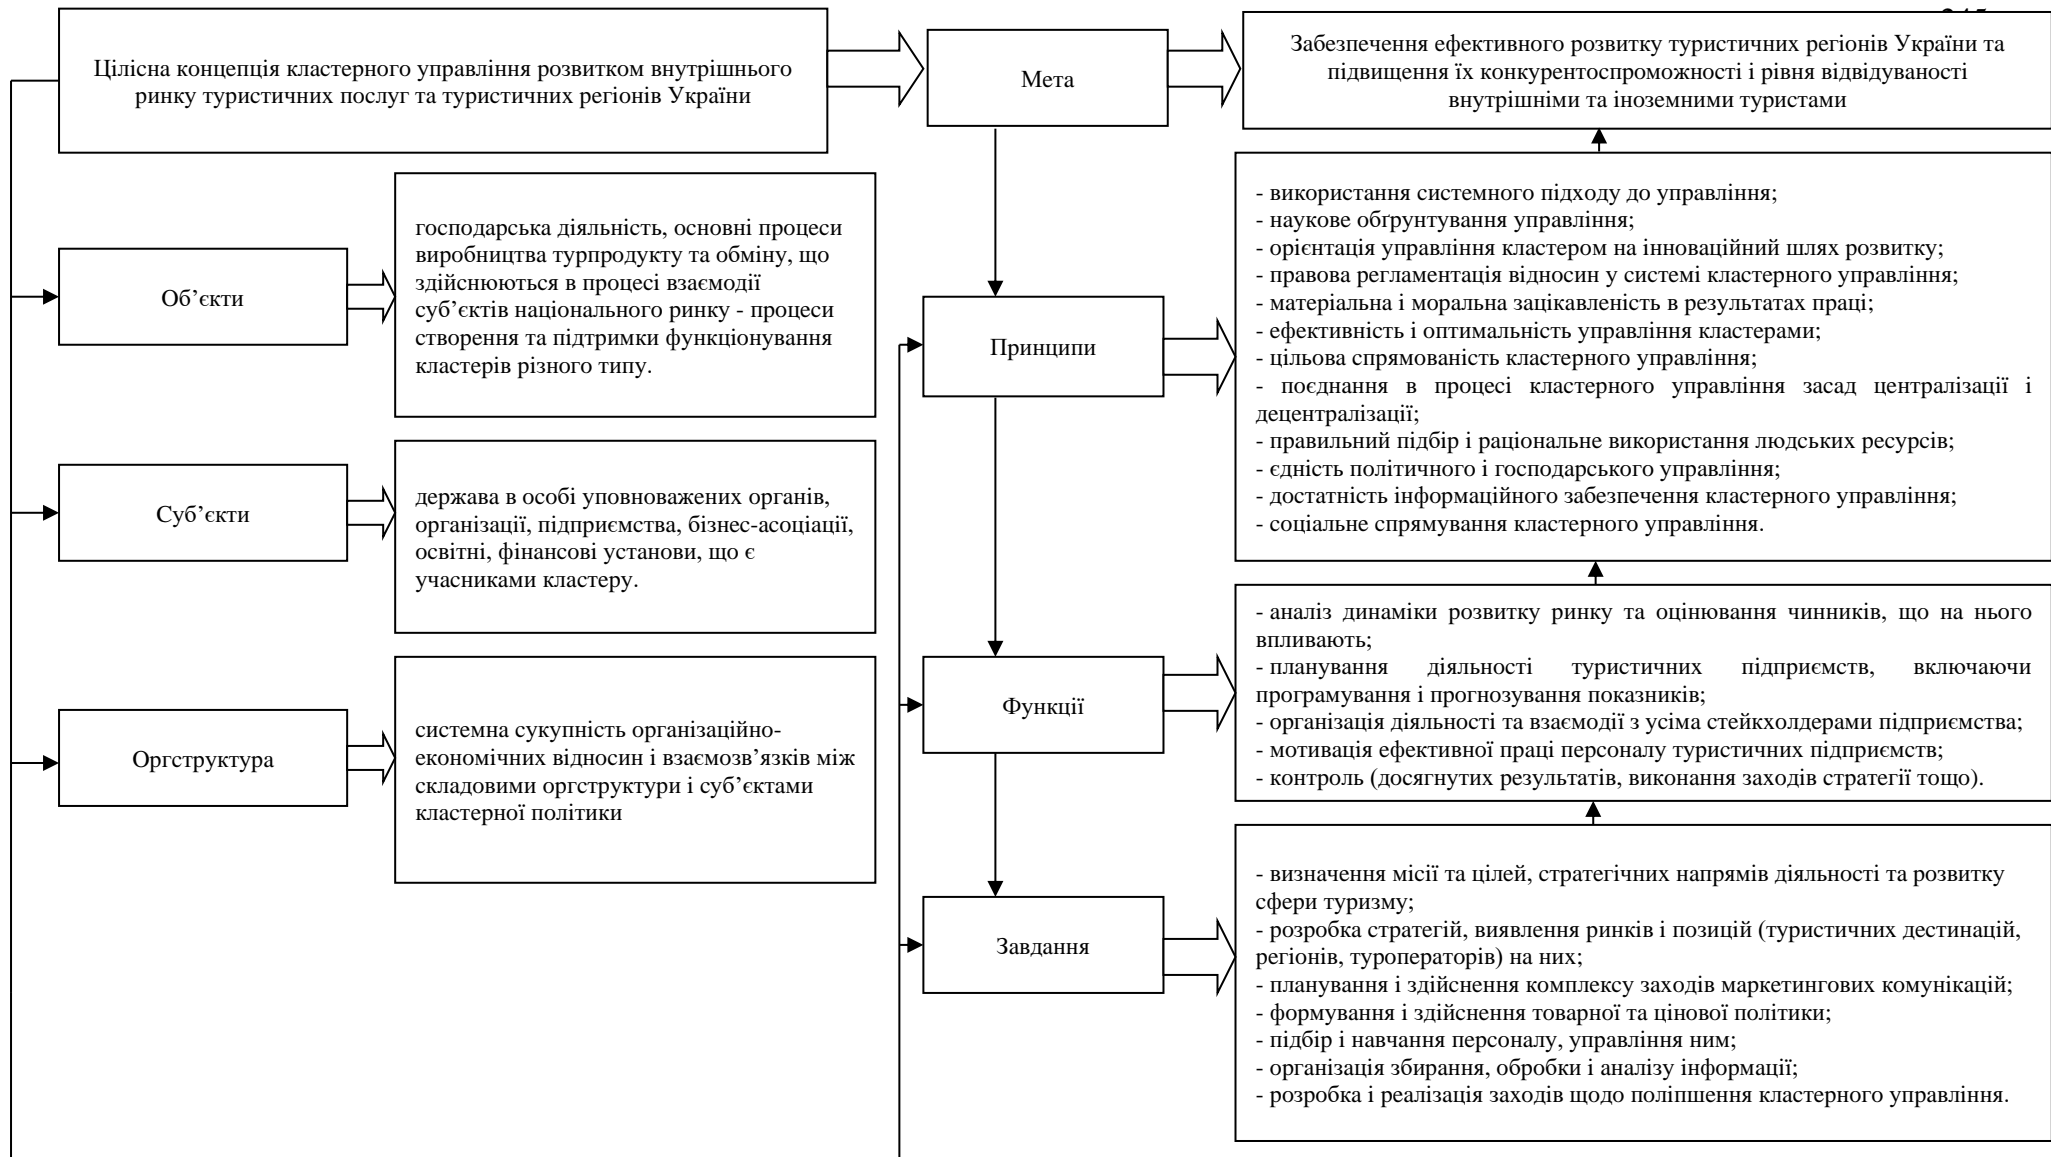 Цілісна концепція кластерного управління розвитком внутрішнього
ринку туристичних послуг та туристичних регіонів України
Мета
Забезпечення ефективного розвитку туристичних регіонів України та
підвищення їх конкурентоспроможності і рівня відвідуваності
внутрішніми та іноземними туристами
Об’єкти
господарська діяльність, основні процеси
виробництва турпродукту та обміну, що
здійснюються в процесі взаємодії
суб’єктів національного ринку - процеси
створення та підтримки функціонування
кластерів різного типу.
Суб’єкти
держава в особі уповноважених органів,
організації, підприємства, бізнес-асоціації,
освітні, фінансові установи, що є
учасниками кластеру.
Оргструктура
системна сукупність організаційно-
економічних відносин і взаємозв’язків між
складовими оргструктури і суб’єктами
кластерної політики
Принципи
- використання системного підходу до управління;
- наукове обґрунтування управління;
- орієнтація управління кластером на інноваційний шлях розвитку;
- правова регламентація відносин у системі кластерного управління;
- матеріальна і моральна зацікавленість в результатах праці;
- ефективність і оптимальність управління кластерами;
- цільова спрямованість кластерного управління;
- поєднання в процесі кластерного управління засад централізації і
децентралізації;
- правильний підбір і раціональне використання людських ресурсів;
- єдність політичного і господарського управління;
- достатність інформаційного забезпечення кластерного управління;
- соціальне спрямування кластерного управління.
Функції
- аналіз динаміки розвитку ринку та оцінювання чинників, що на нього
впливають;
- планування діяльності туристичних підприємств, включаючи
програмування і прогнозування показників;
- організація діяльності та взаємодії з усіма стейкхолдерами підприємства;
- мотивація ефективної праці персоналу туристичних підприємств;
- контроль (досягнутих результатів, виконання заходів стратегії тощо).
Завдання
- визначення місії та цілей, стратегічних напрямів діяльності та розвитку
сфери туризму;
- розробка стратегій, виявлення ринків і позицій (туристичних дестинацій,
регіонів, туроператорів) на них;
- планування і здійснення комплексу заходів маркетингових комунікацій;
- формування і здійснення товарної та цінової політики;
- підбір і навчання персоналу, управління ним;
- організація збирання, обробки і аналізу інформації;
- розробка і реалізація заходів щодо поліпшення кластерного управління.